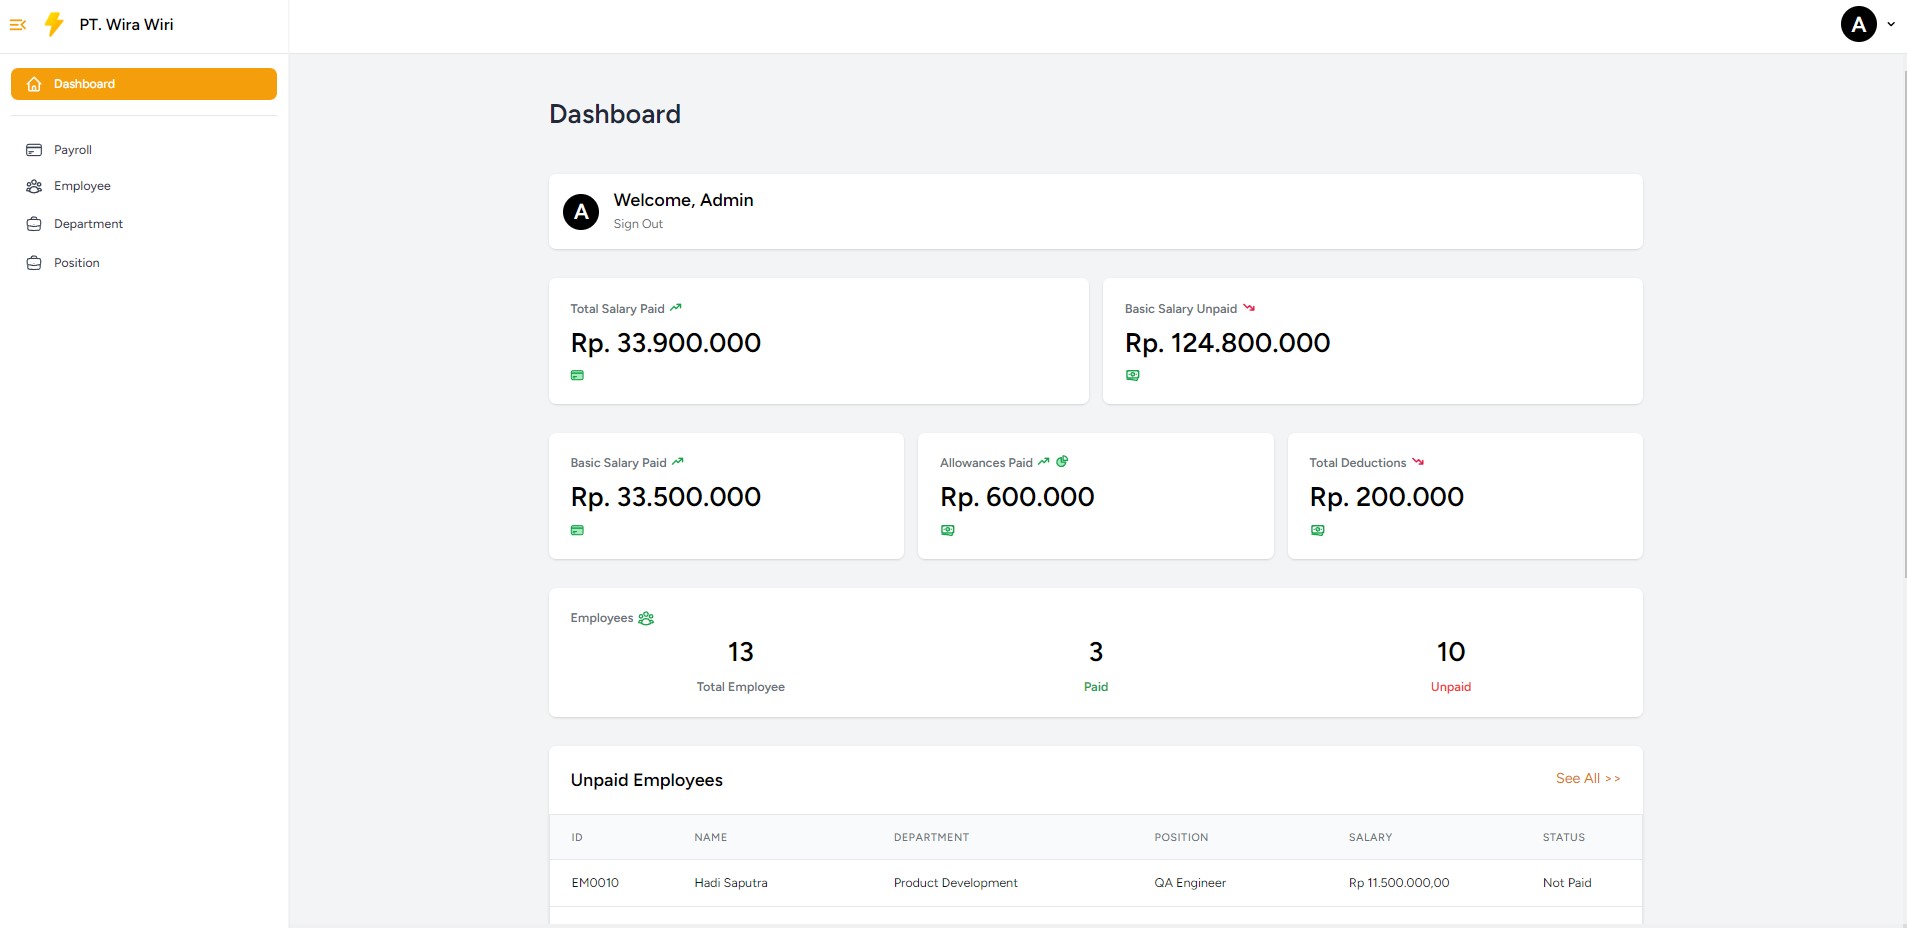 PT. Wira Wiri
A
Dashboard
Payroll
Employee
Department
Position
Dashboard
A
Welcome, Admin
Sign Out
Total Salary Paid
Rp. 33.900.000
Basic Salary Unpaid
Rp. 124.800.000
Basic Salary Paid
Rp. 33.500.000
Allowances Paid
Rp. 600.000
Total Deductions
Rp. 200.000
Employees
13
Total Employee
3
Paid
10
Unpaid
Unpaid Employees
See All >>
ID NAME DEPARTMENT POSITION SALARY STATUS
EM0010 Hadi Saputra Product Development QA Engineer Rp 11.500.000,00 Not Paid